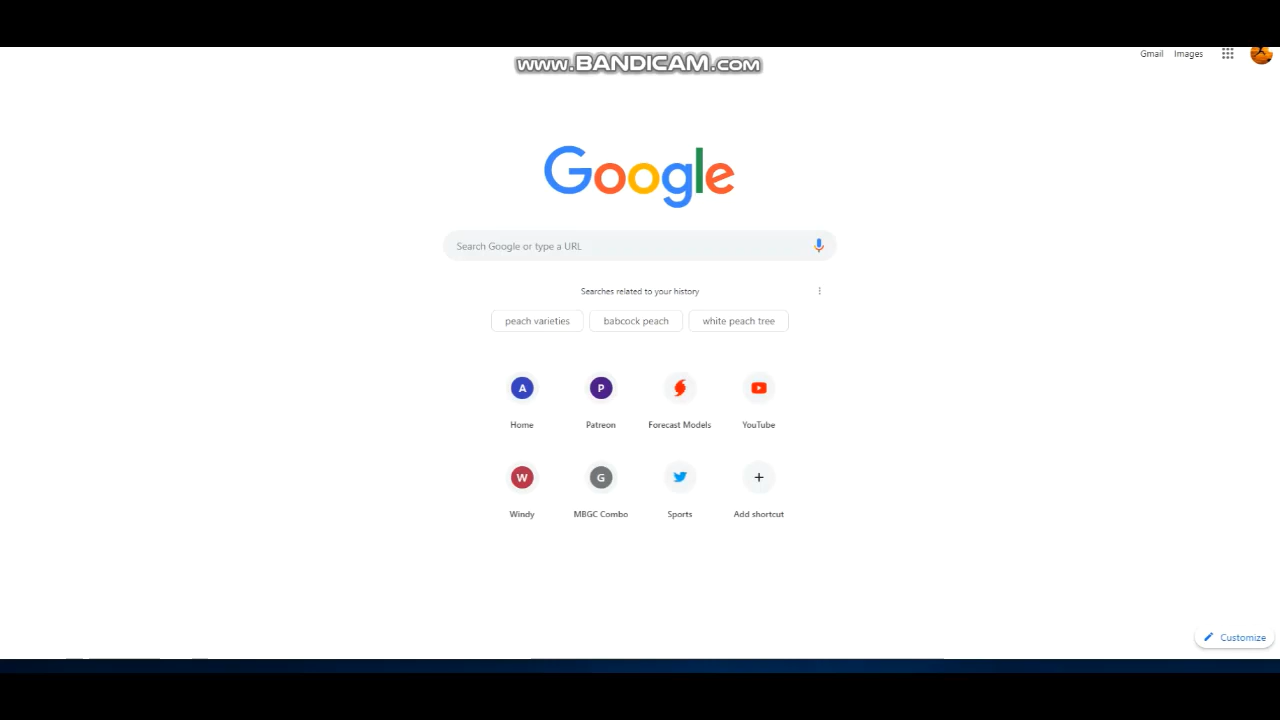 www.BANDICAM.com
Gmail Images
Google
Search Google or type a URL
Searches related to your history
peach varieties babcock peach white peach tree
A P
Home Patreon Forecast Models YouTube
W G
Windy MBGC Combo Sports Add shortcut
Customize